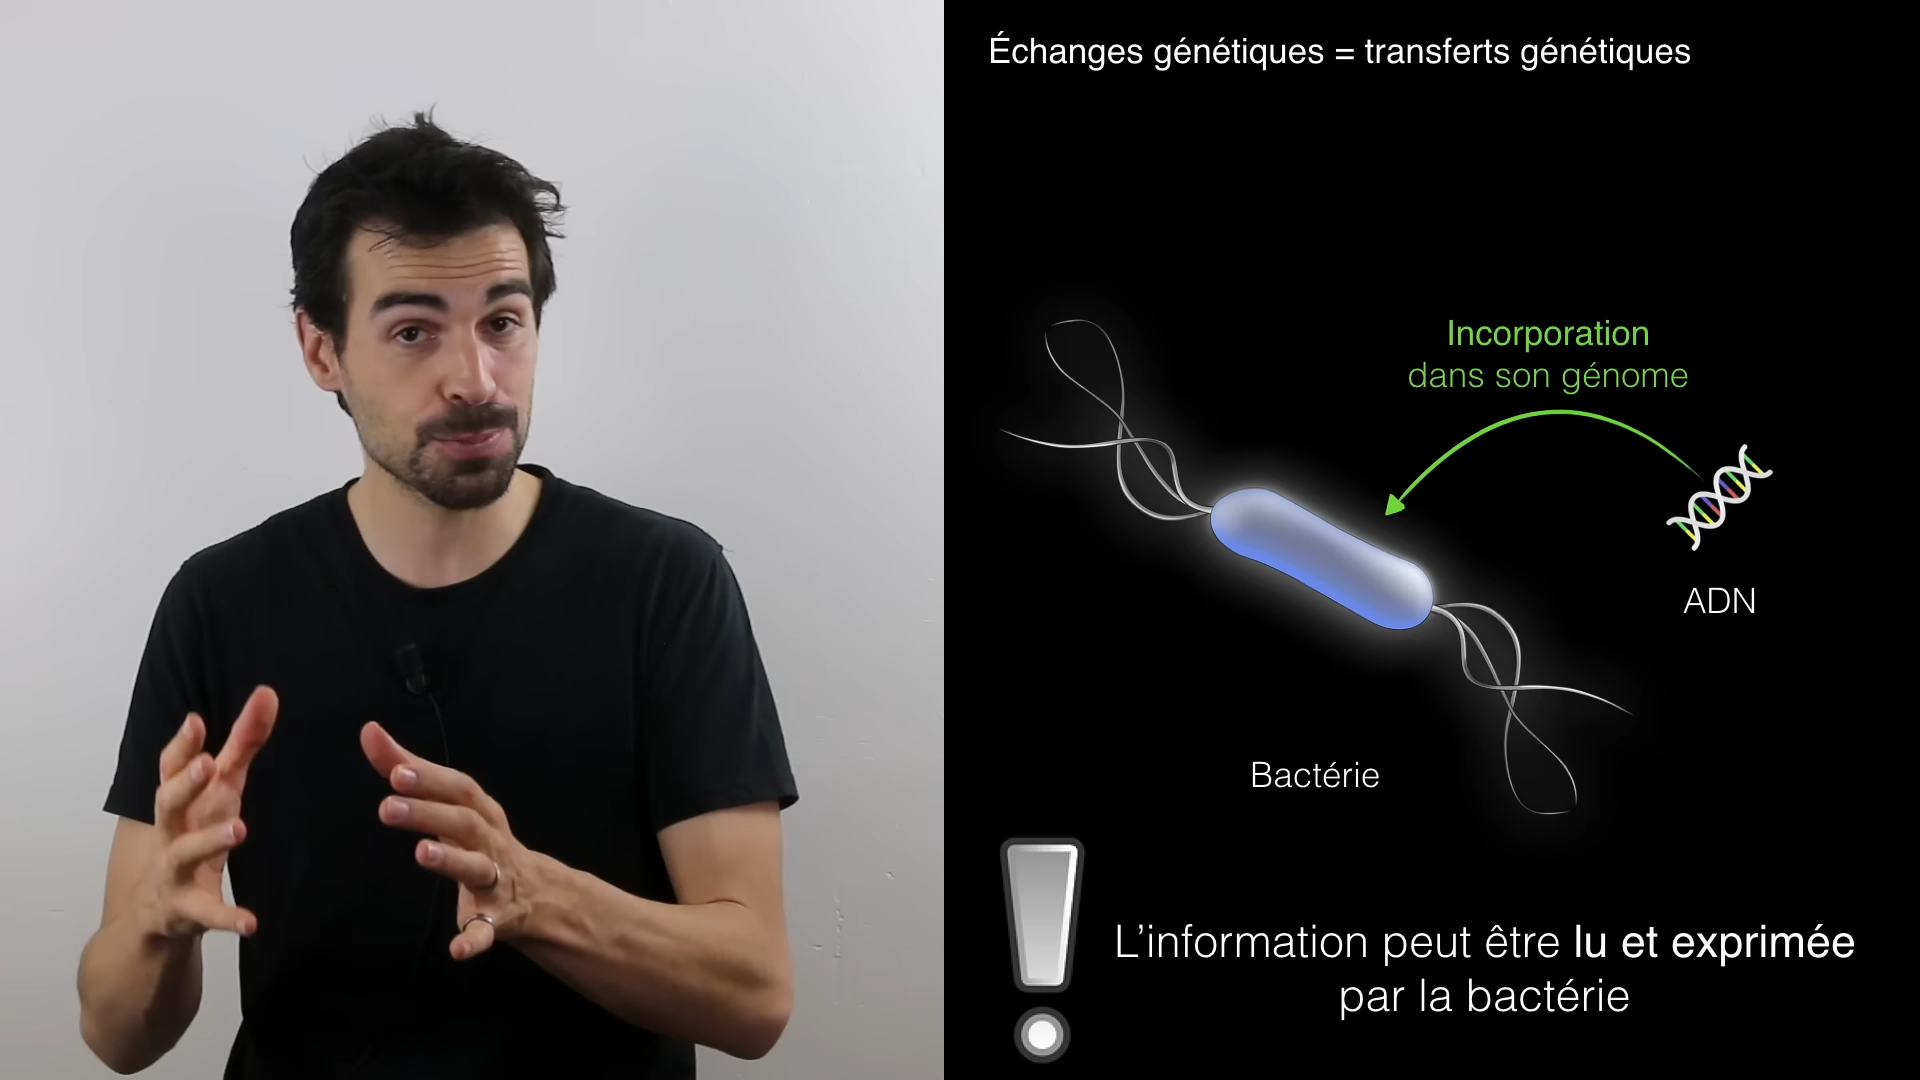 Échanges génétiques = transferts génétiques
Incorporation
dans son génome
ADN
Bactérie
L'information peut être lu et exprimée
par la bactérie